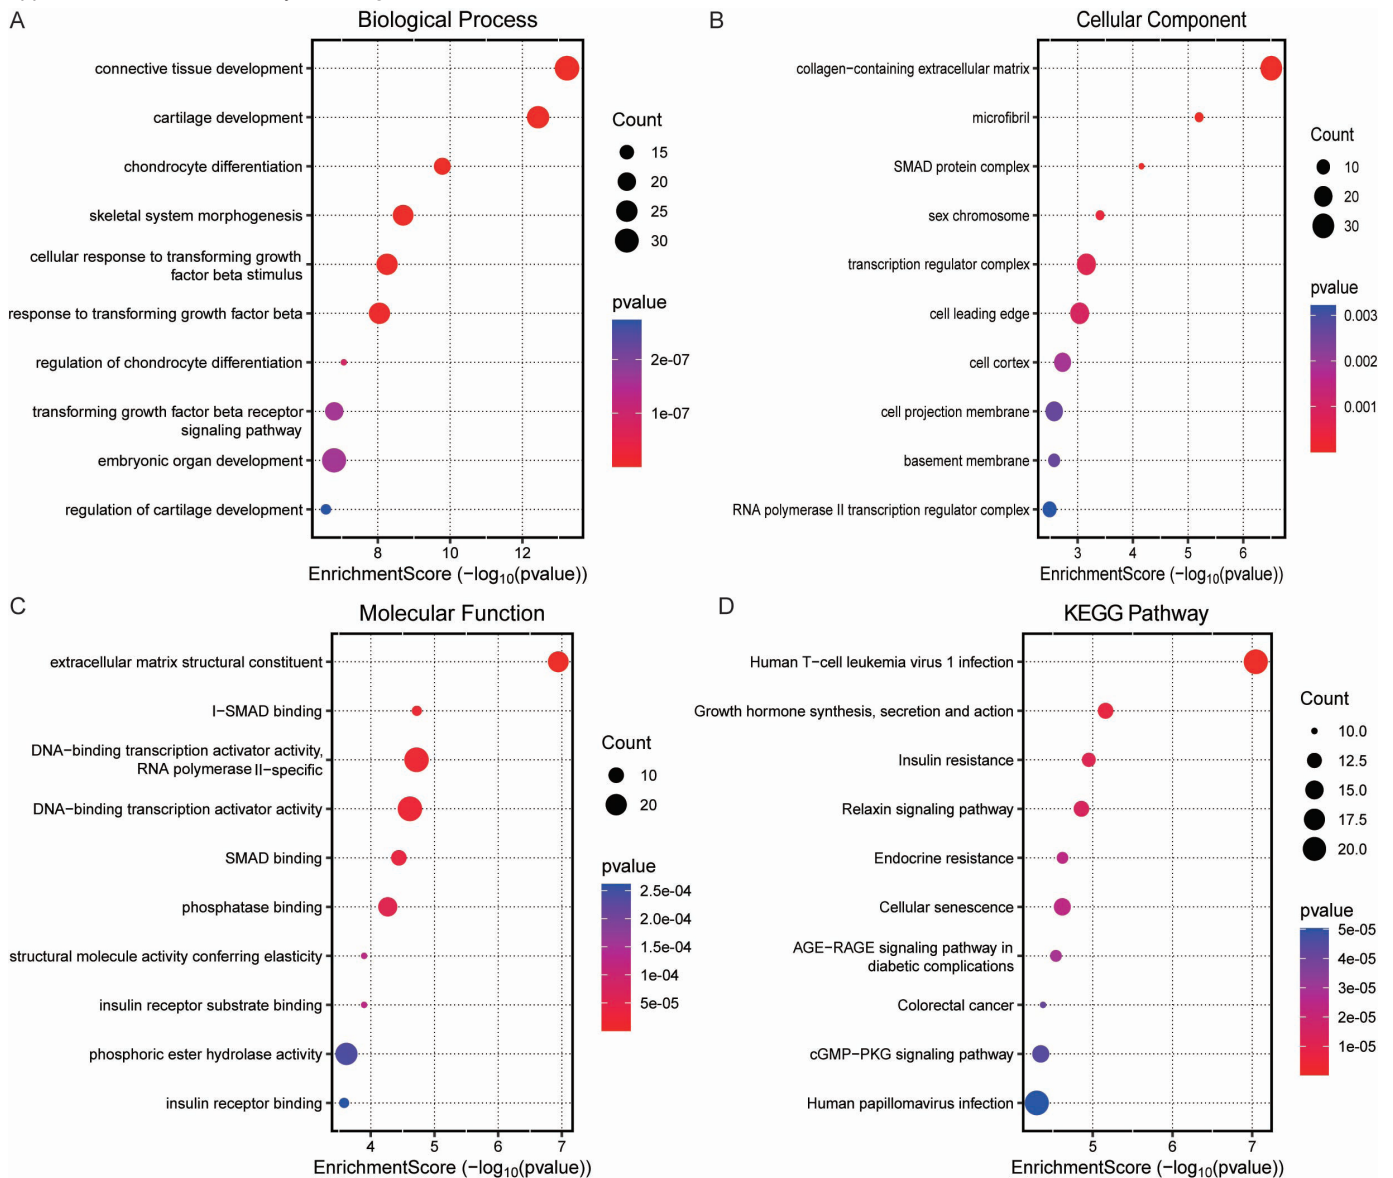 A
Biological Process
connective tissue development
cartilage development
chondrocyte differentiation
skeletal system morphogenesis
cellular response to transforming growth
factor beta stimulus
response to transforming growth factor beta
regulation of chondrocyte differentiation
transforming growth factor beta receptor
signaling pathway
embryonic organ development
regulation of cartilage development
8 10 12
EnrichmentScore (−log10(pvalue))
Count
15
20
25
30
pvalue
2e−07
1e−07
B
Cellular Component
collagen−containing extracellular matrix
microfibril
SMAD protein complex
sex chromosome
transcription regulator complex
cell leading edge
cell cortex
cell projection membrane
basement membrane
RNA polymerase II transcription regulator complex
3 4 5 6
EnrichmentScore (−log10(pvalue))
Count
10
20
30
pvalue
0.003
0.002
0.001
C
Molecular Function
extracellular matrix structural constituent
I−SMAD binding
DNA−binding transcription activator activity,
RNA polymerase II−specific
DNA−binding transcription activator activity
SMAD binding
phosphatase binding
structural molecule activity conferring elasticity
insulin receptor substrate binding
phosphoric ester hydrolase activity
insulin receptor binding
4 5 6 7
EnrichmentScore (−log10(pvalue))
Count
10
20
pvalue
2.5e−04
2.0e−04
1.5e−04
1e−04
5e−05
D
KEGG Pathway
Human T−cell leukemia virus 1 infection
Growth hormone synthesis, secretion and action
Insulin resistance
Relaxin signaling pathway
Endocrine resistance
Cellular senescence
AGE−RAGE signaling pathway in
diabetic complications
Colorectal cancer
cGMP−PKG signaling pathway
Human papillomavirus infection
5 6 7
EnrichmentScore (−log10(pvalue))
Count
10.0
12.5
15.0
17.5
20.0
pvalue
5e−05
4e−05
3e−05
2e−05
1e−05